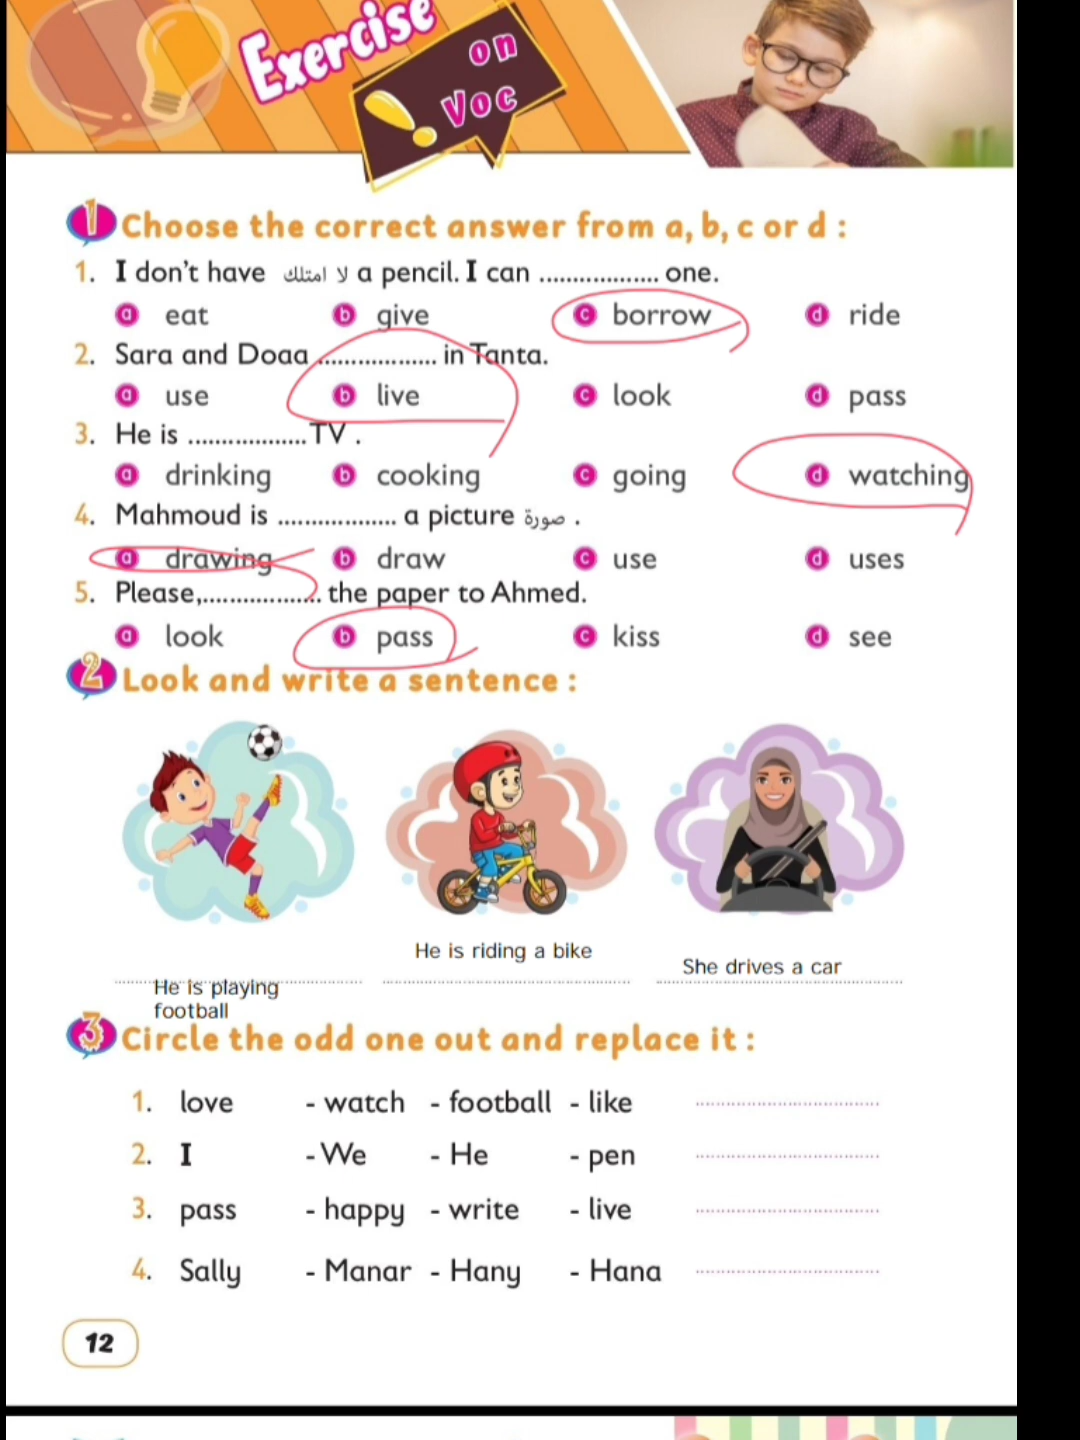 Exercise
on
Voc
1 Choose the correct answer from a, b, c or d :
1. I don't have لا امتلك a pencil. I can .................. one.
a eat b give c borrow d ride
2. Sara and Doaa .................. in Tanta.
a use b live c look d pass
3. He is .................. TV .
a drinking b cooking c going d watching
4. Mahmoud is .................. a picture صورة .
a drawing b draw c use d uses
5. Please,.................. the paper to Ahmed.
a look b pass c kiss d see
2 Look and write a sentence :
He is playing football
He is riding a bike
She drives a car
3 Circle the odd one out and replace it :
1. love - watch - football - like ..................
2. I - We - He - pen ..................
3. pass - happy - write - live ..................
4. Sally - Manar - Hany - Hana ..................
12